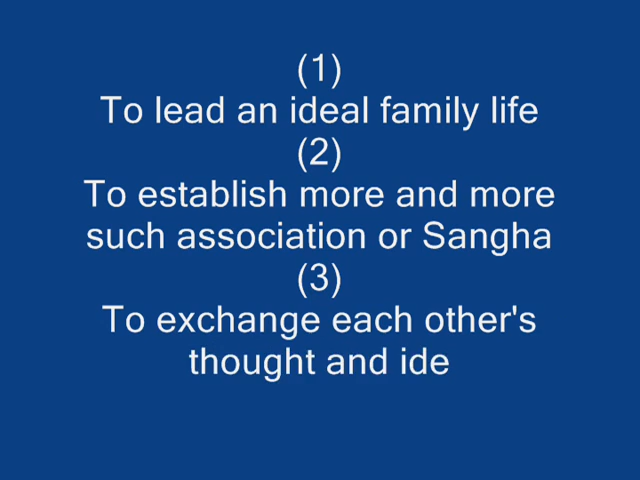 (1)
To lead an ideal family life
(2)
To establish more and more
such association or Sangha
(3)
To exchange each other's
thought and ide